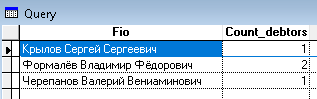 Query
Fio Count_debtors
Крылов Сергей Сергеевич 1
Формалёв Владимир Фёдорович 2
Черепанов Валерий Вениаминович 1